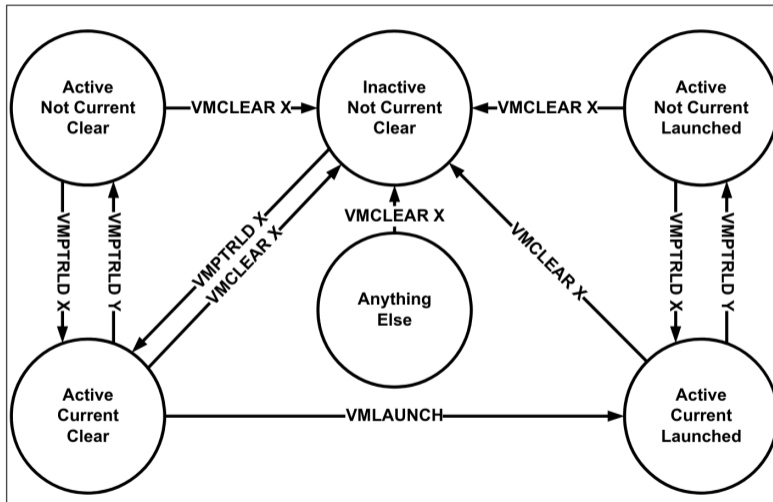 Active
Not Current
Clear
VMCLEAR X
Inactive
Not Current
Clear
VMCLEAR X
Active
Not Current
Launched
VMPTRLD X
VMPTRLD Y
VMPTRLD X
VMCLEAR X
VMCLEAR X
Anything
Else
VMCLEAR X
VMPTRLD X
VMPTRLD Y
Active
Current
Clear
VMLAUNCH
Active
Current
Launched